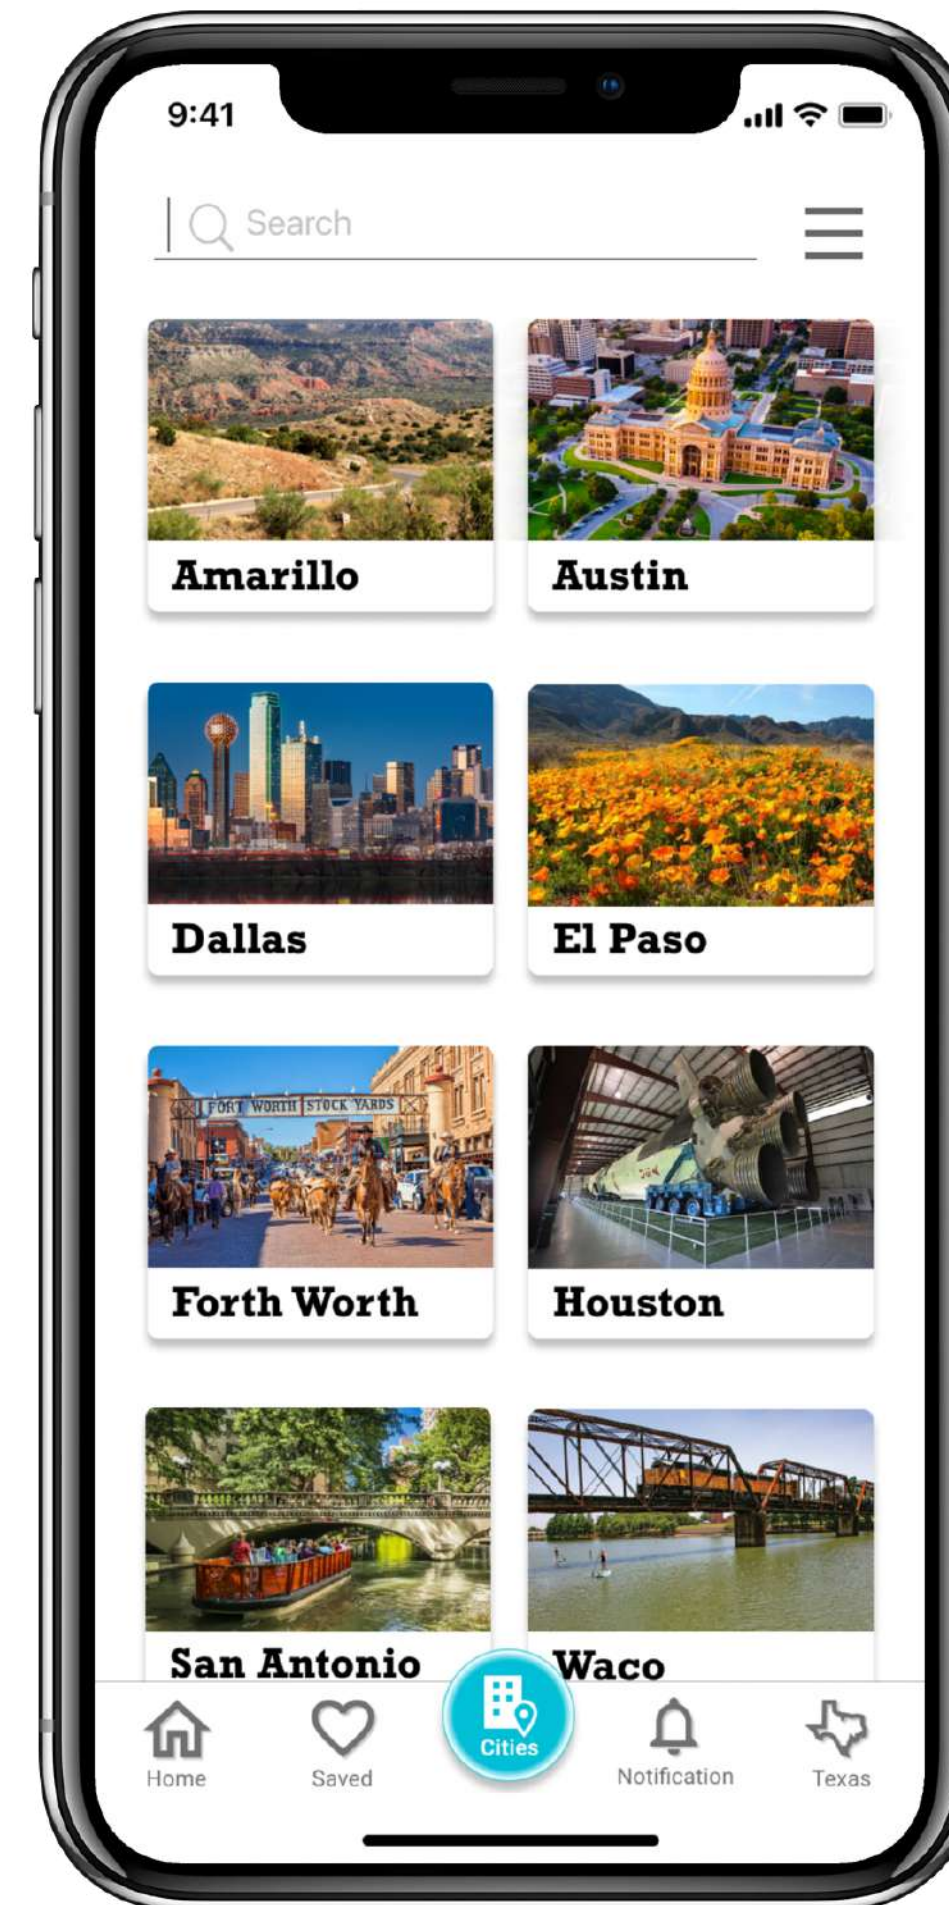 9:41
Search
Amarillo
Austin
Dallas
El Paso
FORT WORTH STOCK YARDS
Forth Worth
Houston
San Antonio
Waco
Home
Saved
Cities
Notification
Texas